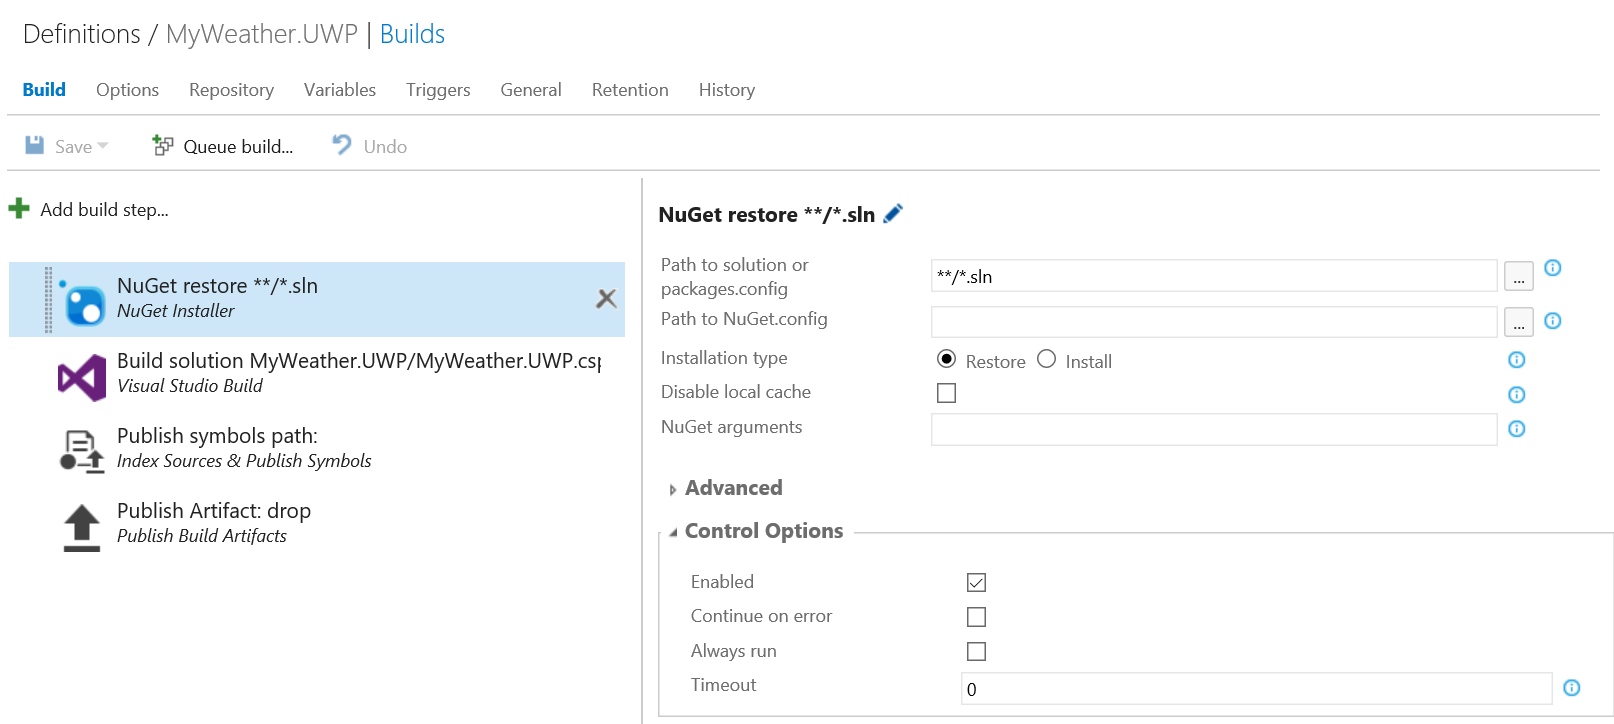 Definitions / MyWeather.UWP | Builds
Build Options Repository Variables Triggers General Retention History
Save Queue build... Undo
Add build step...
NuGet restore **/*.sln
NuGet Installer
Build solution MyWeather.UWP/MyWeather.UWP.csp
Visual Studio Build
Publish symbols path:
Index Sources & Publish Symbols
Publish Artifact: drop
Publish Build Artifacts
NuGet restore **/*.sln
Path to solution or
packages.config
**/*.sln
...
Path to NuGet.config
...
Installation type Restore Install
Disable local cache
NuGet arguments
Advanced
Control Options
Enabled
Continue on error
Always run
Timeout 0